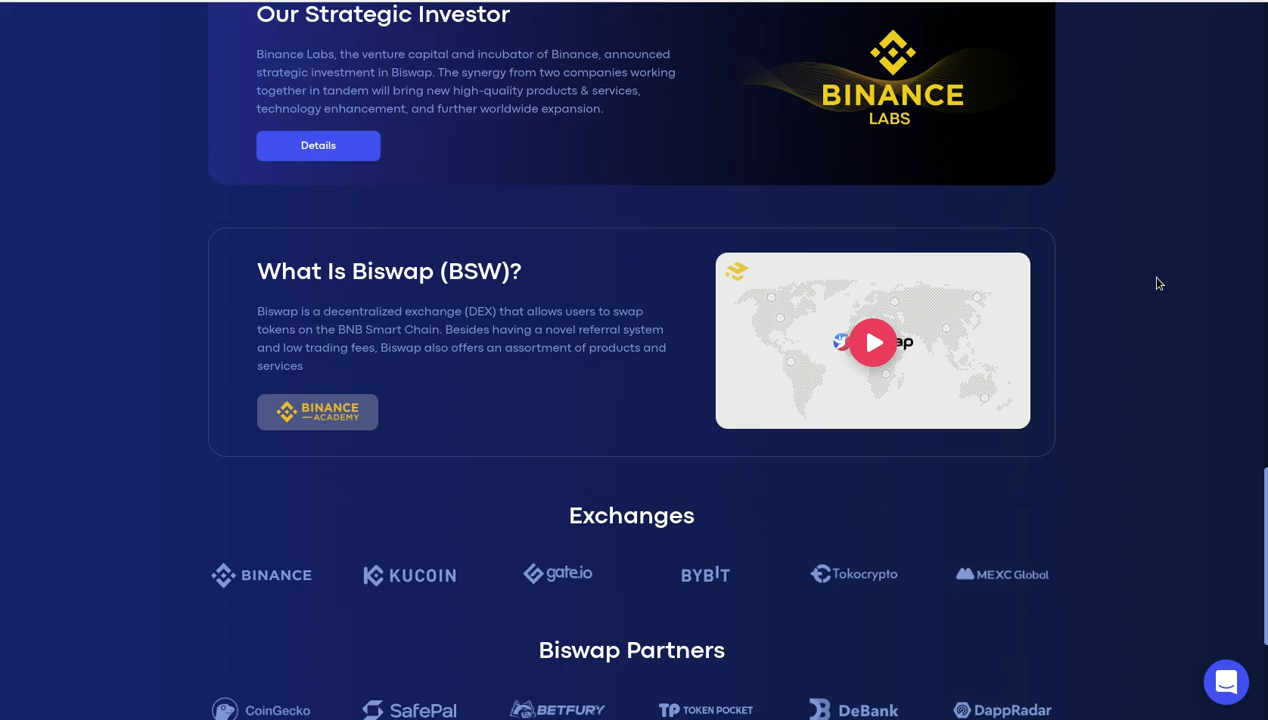 Our Strategic Investor
Binance Labs, the venture capital and incubator of Binance, announced
strategic investment in Biswap. The synergy from two companies working
together in tandem will bring new high-quality products & services,
technology enhancement, and further worldwide expansion.
Details
BINANCE
LABS
What Is Biswap (BSW)?
Biswap is a decentralized exchange (DEX) that allows users to swap
tokens on the BNB Smart Chain. Besides having a novel referral system
and low trading fees, Biswap also offers an assortment of products and
services
BINANCE
ACADEMY
Exchanges
BINANCE KUCOIN gate.io BYBIT Tokocrypto MEXC Global
Biswap Partners
CoinGecko SafePal BETFURY TOKEN POCKET DeBank DappRadar